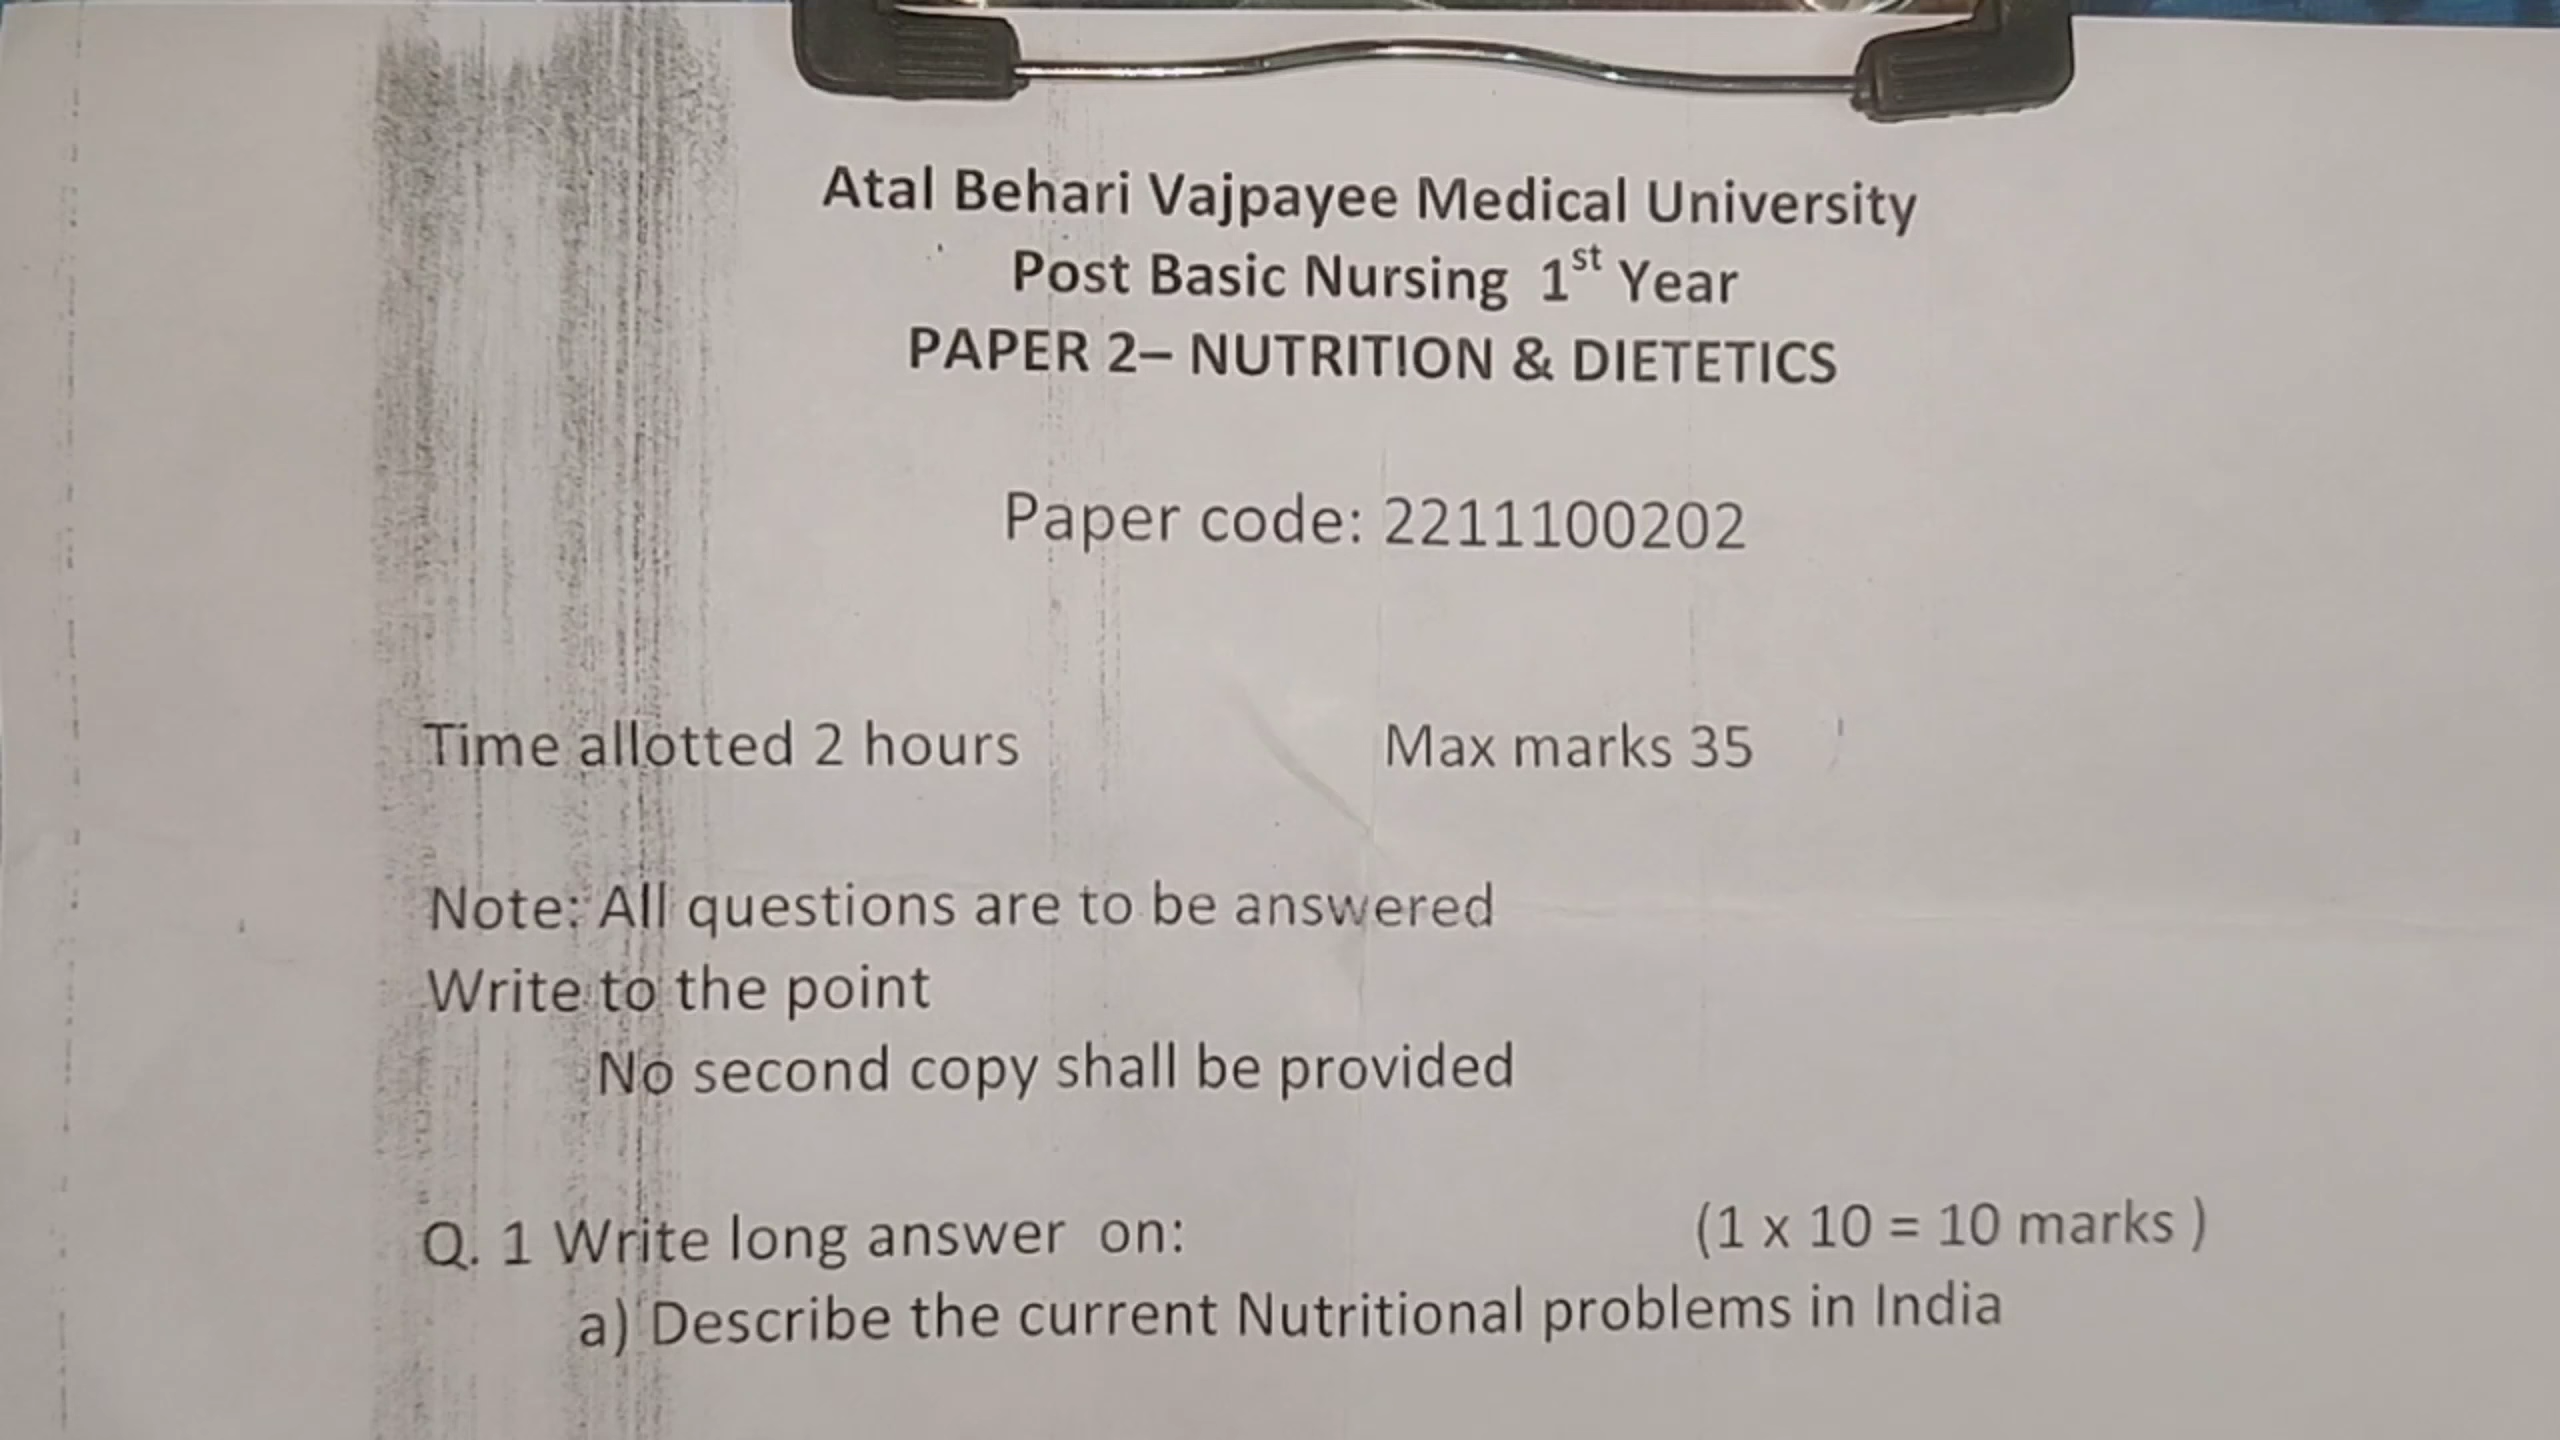 Atal Behari Vajpayee Medical University
Post Basic Nursing 1st Year
PAPER 2– NUTRITION & DIETETICS
Paper code: 2211100202
Time allotted 2 hours Max marks 35
Note: All questions are to be answered
Write to the point
No second copy shall be provided
Q. 1 Write long answer on: (1 x 10 = 10 marks )
a) Describe the current Nutritional problems in India